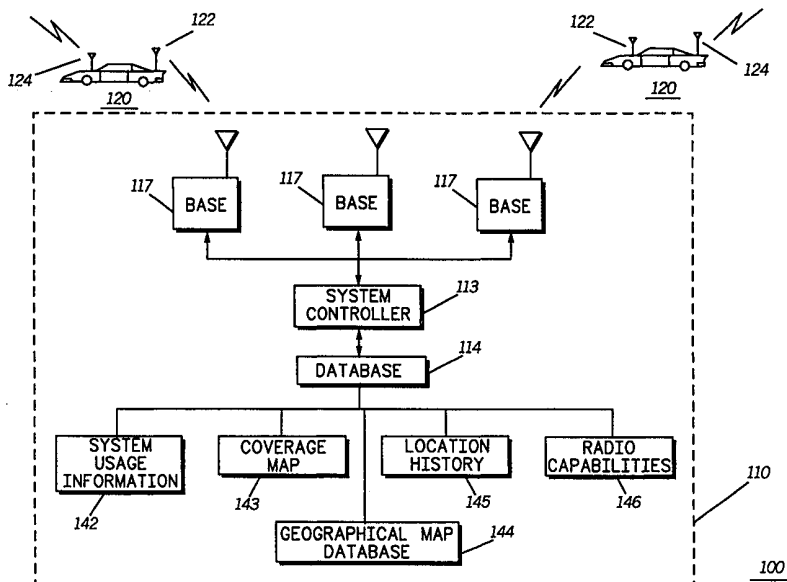 122
124
120
122
124
120
117
BASE
117
BASE
117
BASE
SYSTEM
CONTROLLER
113
114
DATABASE
SYSTEM
USAGE
INFORMATION
142
COVERAGE
MAP
143
LOCATION
HISTORY
145
RADIO
CAPABILITIES
146
110
GEOGRAPHICAL MAP
DATABASE
144
100